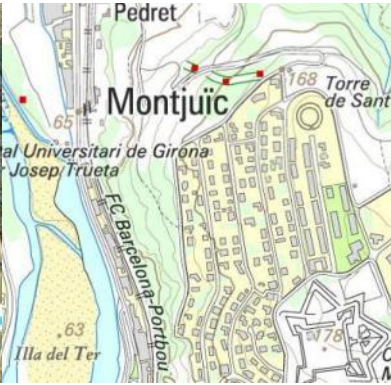 Pedret
168
Torre
de Sant
Montjuïc
65
tal Universitari de Girona
r Josep Trueta
FC Barcelona-Portbou
63
Illa del Ter
178